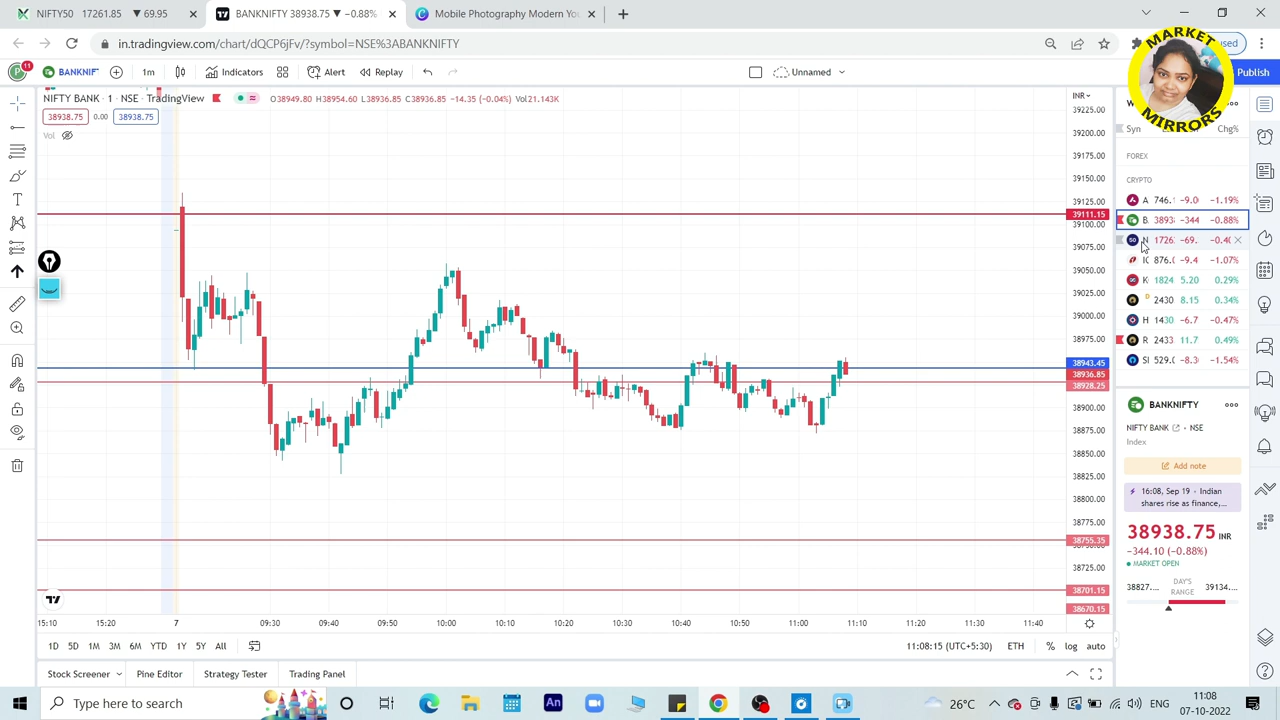 NIFTY50 17261.85 ▼ 69.95
BANKNIFTY 38938.75 ▼ −0.88%
Mobile Photography Modern You
in.tradingview.com/chart/dQCP6jFv/?symbol=NSE%3ABANKNIFTY
11
P
BANKNIF
1m
Indicators
Alert
Replay
Unnamed
Publish
MARKET
MIRRORS
NIFTY BANK · 1 · NSE · TradingView
O38949.80 H38954.60 L38936.85 C38936.85 −14.35 (−0.04%) Vol21.143K
38938.75 0.00 38938.75
Vol
INR
39225.00
39200.00
39175.00
39150.00
39125.00
39111.15
39100.00
39075.00
39050.00
39025.00
39000.00
38975.00
38943.45
38936.85
38928.25
38900.00
38875.00
38850.00
38825.00
38800.00
38775.00
38755.35
38725.00
38701.15
38670.15
Chg%
FOREX
CRYPTO
A 746. −9.0 −1.19%
B 3893 −344 −0.88%
N 1726 −69. −0.40
876.0 −9.4 −1.07%
K 1824 5.20 0.29%
D 2430 8.15 0.34%
H 1430 −6.7 −0.47%
R 2433 11.7 0.49%
529.0 −8.3 −1.54%
BANKNIFTY
NIFTY BANK · NSE
Index
Add note
16:08, Sep 19 · Indian
shares rise as finance,...
38938.75 INR
−344.10 (−0.88%)
MARKET OPEN
38827... DAY'S RANGE 39134...
15:10 15:20 7 09:30 09:40 09:50 10:00 10:10 10:20 10:30 10:40 10:50 11:00 11:10 11:20 11:30 11:40
1D 5D 1M 3M 6M YTD 1Y 5Y All
11:08:15 (UTC+5:30) ETH % log auto
Stock Screener Pine Editor Strategy Tester Trading Panel
Type here to search
An
26°C
ENG
11:08
07-10-2022